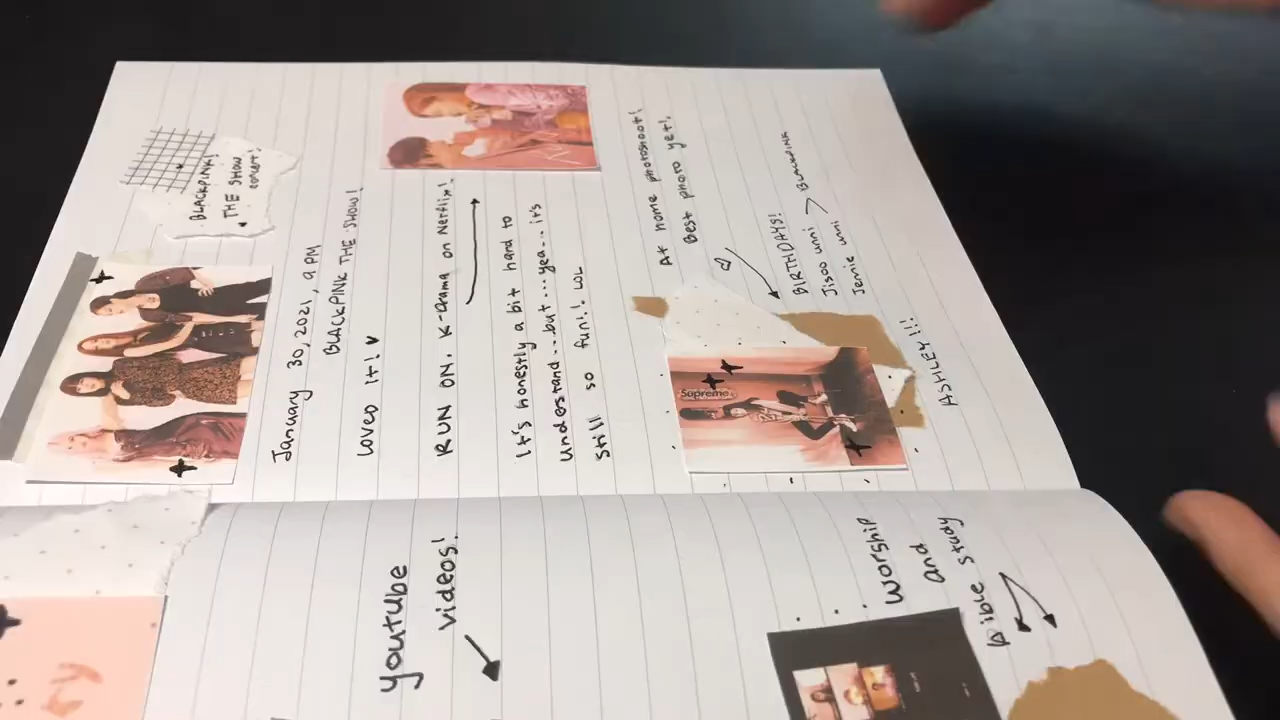 BLACKPINK!
THE SHOW
concert!
January 30, 2021, 9 PM
BLACKPINK THE SHOW!
Loved it!
RUN ON. K-drama on Netflix!
It's honestly a bit hard to
understand...but...yea... it's
still so fun!! LOL
At home photoshoot!
Best photo yet!
BIRTHDAYS!
Jisoo unni > BLACKPINK
Jennie unni
Supreme
ASHLEY!!!
youtube
videos!
Worship
and
Bible study